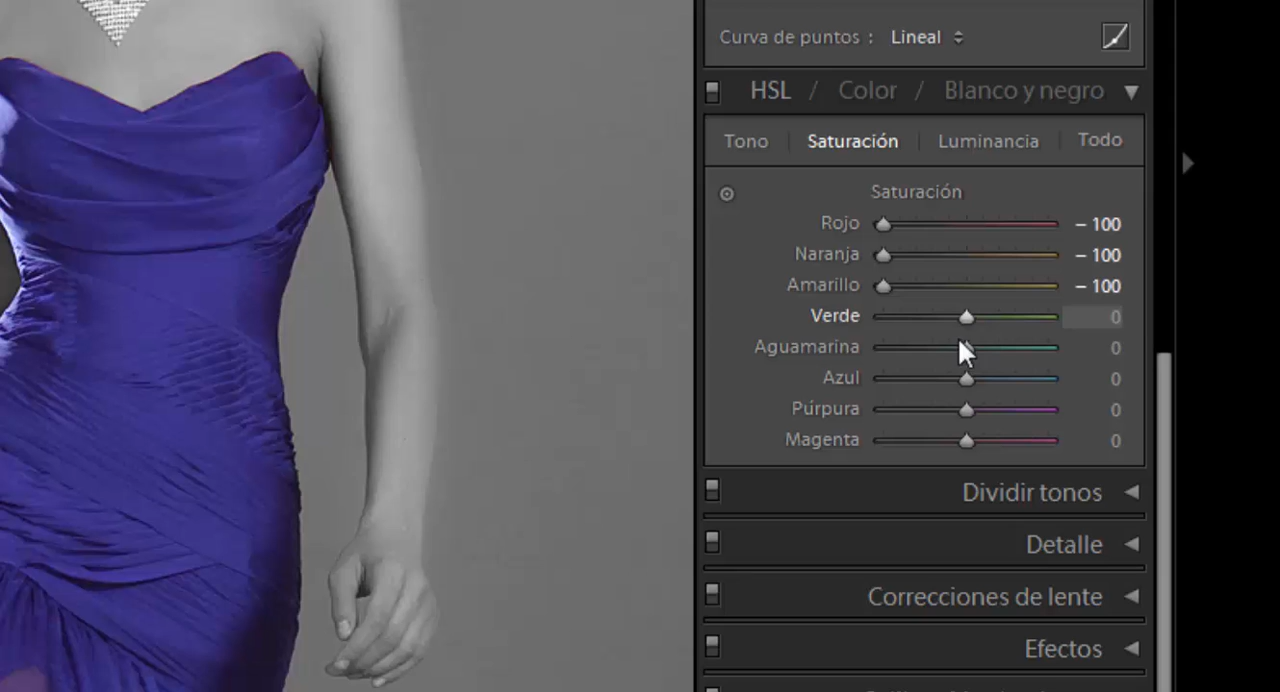 Curva de puntos : Lineal
HSL / Color / Blanco y negro
Tono Saturación Luminancia Todo
Saturación
Rojo – 100
Naranja – 100
Amarillo – 100
Verde 0
Aguamarina 0
Azul 0
Púrpura 0
Magenta 0
Dividir tonos
Detalle
Correcciones de lente
Efectos